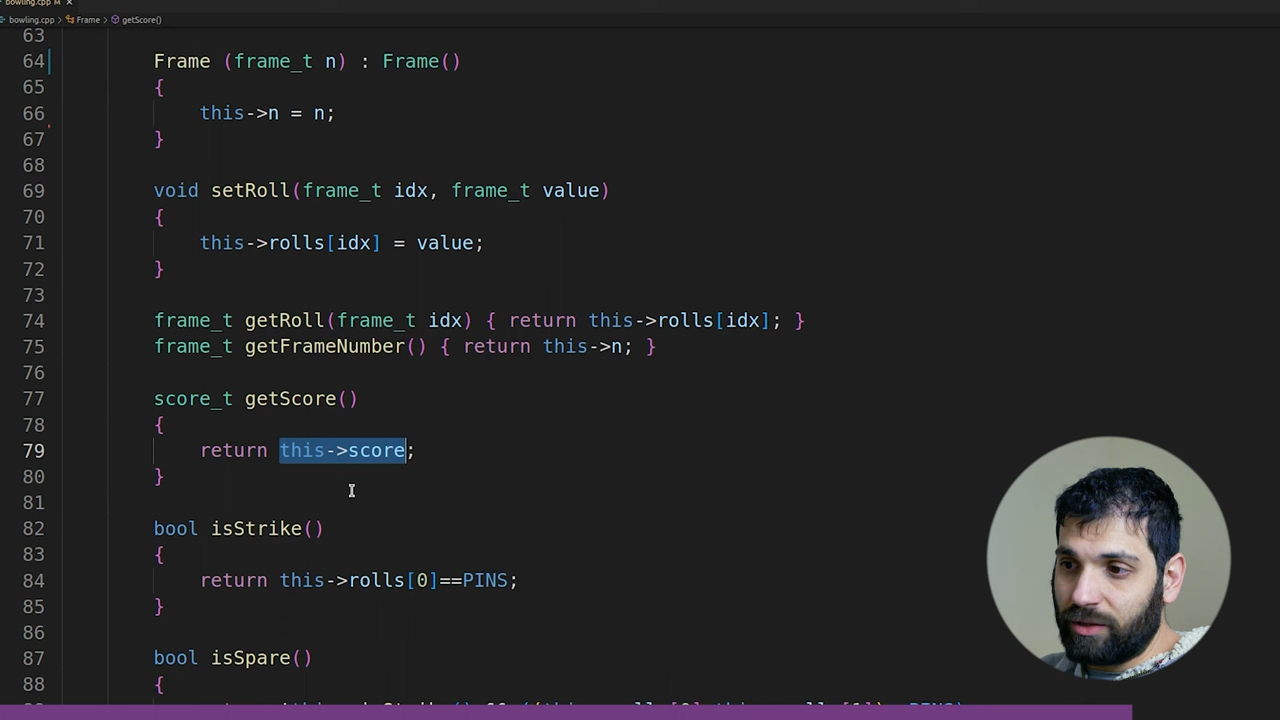 bowling.cpp M ×
bowling.cpp > Frame > getScore()
63
64 Frame (frame_t n) : Frame()
65 {
66 this->n = n;
67 }
68
69 void setRoll(frame_t idx, frame_t value)
70 {
71 this->rolls[idx] = value;
72 }
73
74 frame_t getRoll(frame_t idx) { return this->rolls[idx]; }
75 frame_t getFrameNumber() { return this->n; }
76
77 score_t getScore()
78 {
79 return this->score;
80 }
81
82 bool isStrike()
83 {
84 return this->rolls[0]==PINS;
85 }
86
87 bool isSpare()
88 {